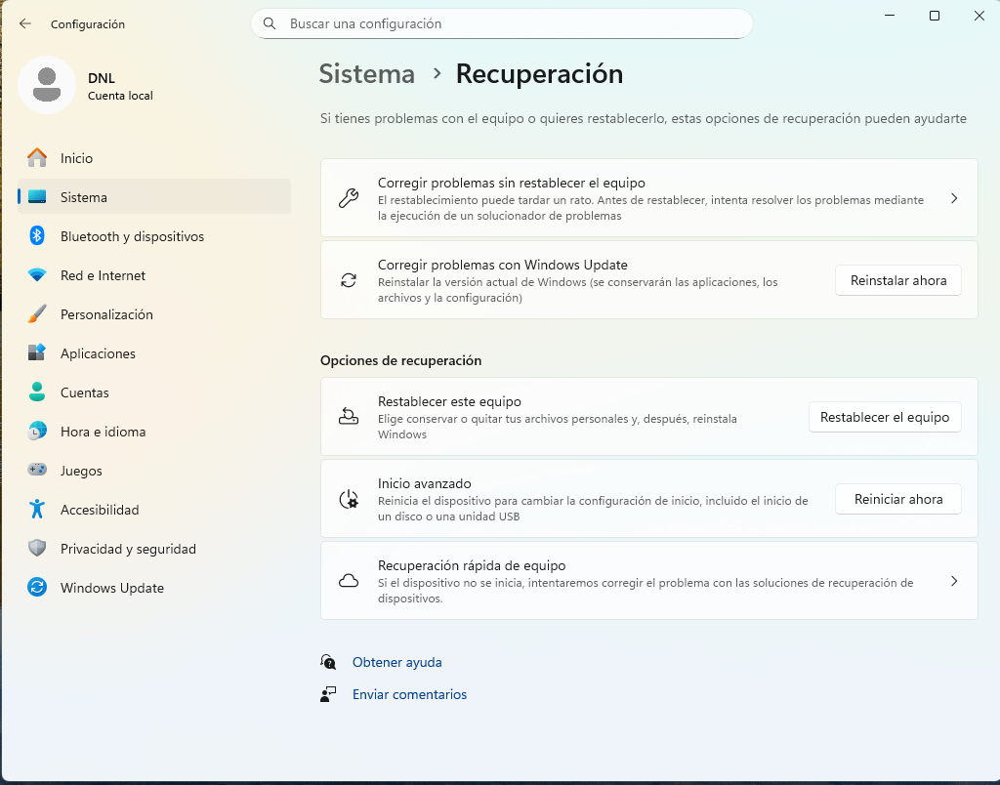 Configuración
Buscar una configuración
DNL
Cuenta local
Inicio
Sistema
Bluetooth y dispositivos
Red e Internet
Personalización
Aplicaciones
Cuentas
Hora e idioma
Juegos
Accesibilidad
Privacidad y seguridad
Windows Update
Sistema › Recuperación
Si tienes problemas con el equipo o quieres restablecerlo, estas opciones de recuperación pueden ayudarte
Corregir problemas sin restablecer el equipo
El restablecimiento puede tardar un rato. Antes de restablecer, intenta resolver los problemas mediante
la ejecución de un solucionador de problemas
Corregir problemas con Windows Update
Reinstalar la versión actual de Windows (se conservarán las aplicaciones, los
archivos y la configuración)
Reinstalar ahora
Opciones de recuperación
Restablecer este equipo
Elige conservar o quitar tus archivos personales y, después, reinstala
Windows
Restablecer el equipo
Inicio avanzado
Reinicia el dispositivo para cambiar la configuración de inicio, incluido el inicio de
un disco o una unidad USB
Reiniciar ahora
Recuperación rápida de equipo
Si el dispositivo no se inicia, intentaremos corregir el problema con las soluciones de recuperación de
dispositivos.
Obtener ayuda
Enviar comentarios